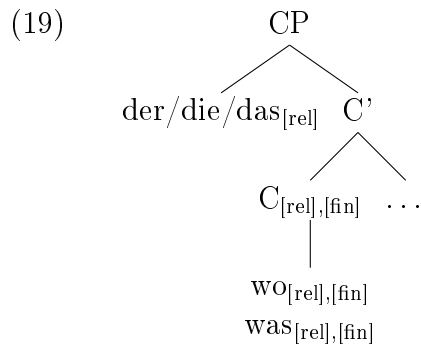 (19) CP
der/die/das[rel] C’
C[rel],[fin] ...
wo[rel],[fin]
was[rel],[fin]